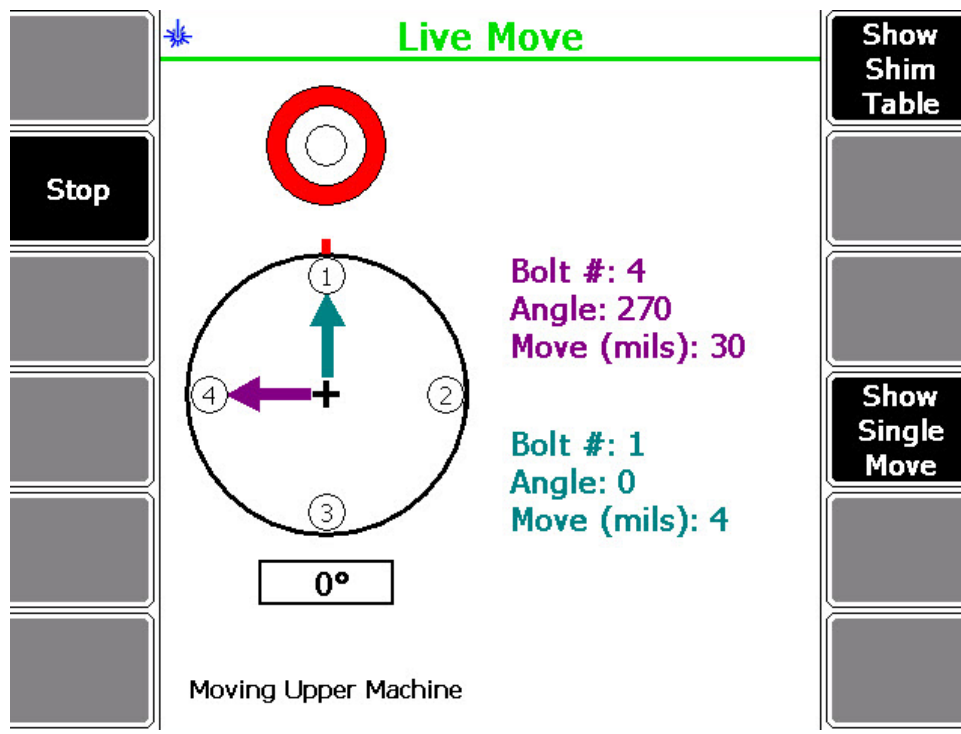 Live Move
Show
Shim
Table
Stop
1
2
3
4
Bolt #: 4
Angle: 270
Move (mils): 30
Bolt #: 1
Angle: 0
Move (mils): 4
Show
Single
Move
0°
Moving Upper Machine